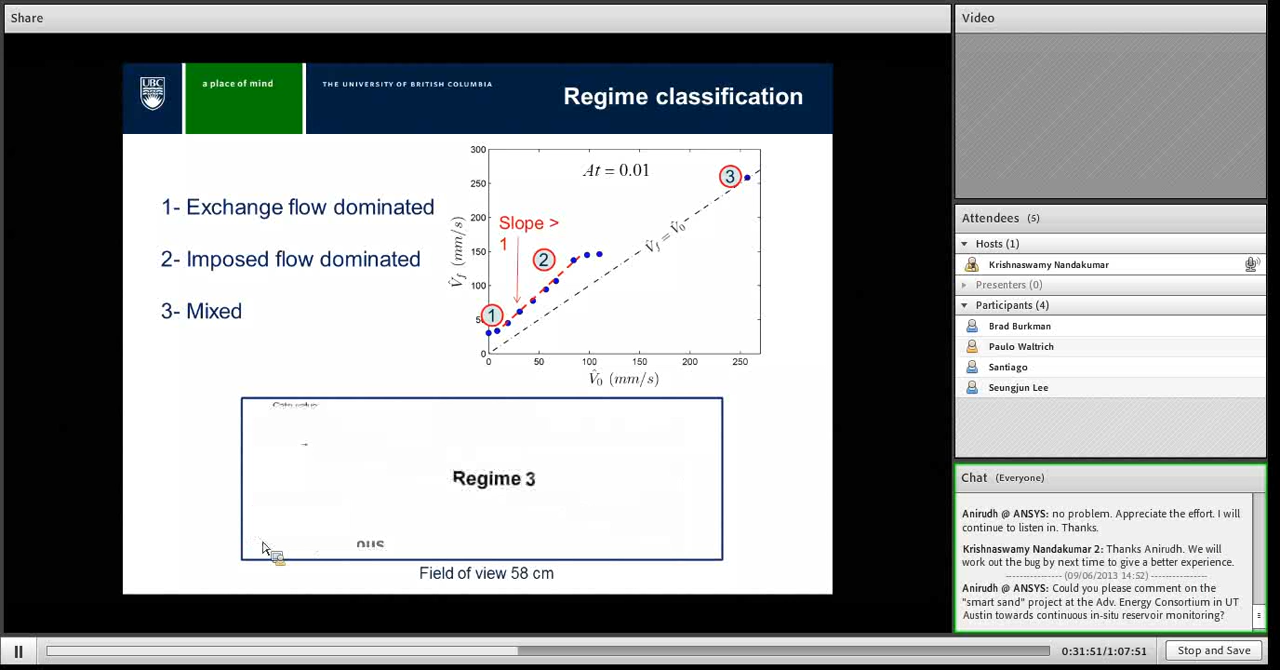 Share
Video
UBC
a place of mind
THE UNIVERSITY OF BRITISH COLUMBIA
Regime classification
1- Exchange flow dominated
2- Imposed flow dominated
3- Mixed
300
250
200
150
100
50
0
V̂f (mm/s)
At = 0.01
Slope >
1
1
2
3
V̂f = V̂0
0
50
100
150
200
250
V̂0 (mm/s)
Regime 3
ous
Field of view 58 cm
Attendees (5)
Hosts (1)
Krishnaswamy Nandakumar
Presenters (0)
Participants (4)
Brad Burkman
Paulo Waltrich
Santiago
Seungjun Lee
Chat (Everyone)
Anirudh @ ANSYS: no problem. Appreciate the effort. I will
continue to listen in. Thanks.
Krishnaswamy Nandakumar 2: Thanks Anirudh. We will
work out the bug by next time to give a better experience.
---------------- (09/06/2013 14:52) ----------------
Anirudh @ ANSYS: Could you please comment on the
"smart sand" project at the Adv. Energy Consortium in UT
Austin towards continuous in-situ reservoir monitoring?
0:31:51/1:07:51
Stop and Save